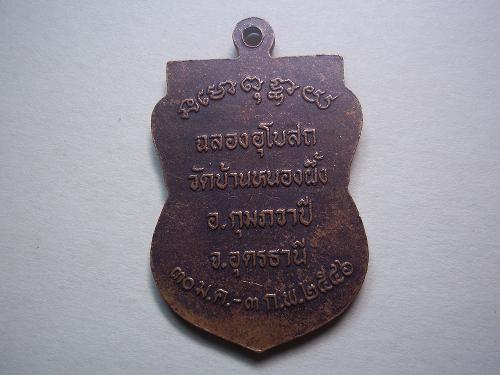 ฉลองอุโบสถ
วัดบ้านหนองผึ้ง
อ.กุมภวาปี
จ.อุดรธานี
๓๐ ม.ค.-๓ ก.พ.๒๕๔๖